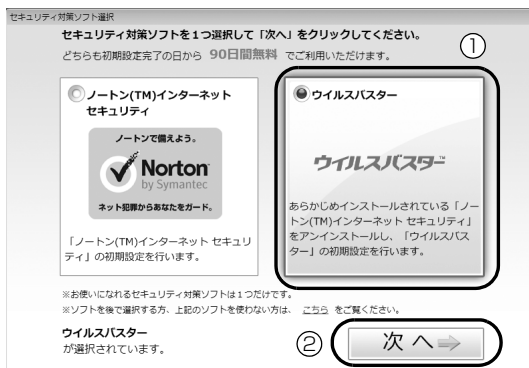 セキュリティ対策ソフト選択
セキュリティ対策ソフトを1つ選択して「次へ」をクリックしてください。
どちらも初期設定完了の日から 90日間無料 でご利用いただけます。
①
ノートン(TM)インターネット
セキュリティ
ノートンで備えよう。
Norton
by Symantec
ネット犯罪からあなたをガード。
「ノートン(TM)インターネット セキュリ
ティ」の初期設定を行います。
ウイルスバスター
ウイルスバスター™
あらかじめインストールされている「ノー
トン(TM)インターネット セキュリティ」
をアンインストールし、「ウイルスバス
ター」の初期設定を行います。
※お使いになれるセキュリティ対策ソフトは1つだけです。
※ソフトを後で選択する方、上記のソフトを使わない方は、 こちら をご覧ください。
ウイルスバスター
が選択されています。
②
次 へ